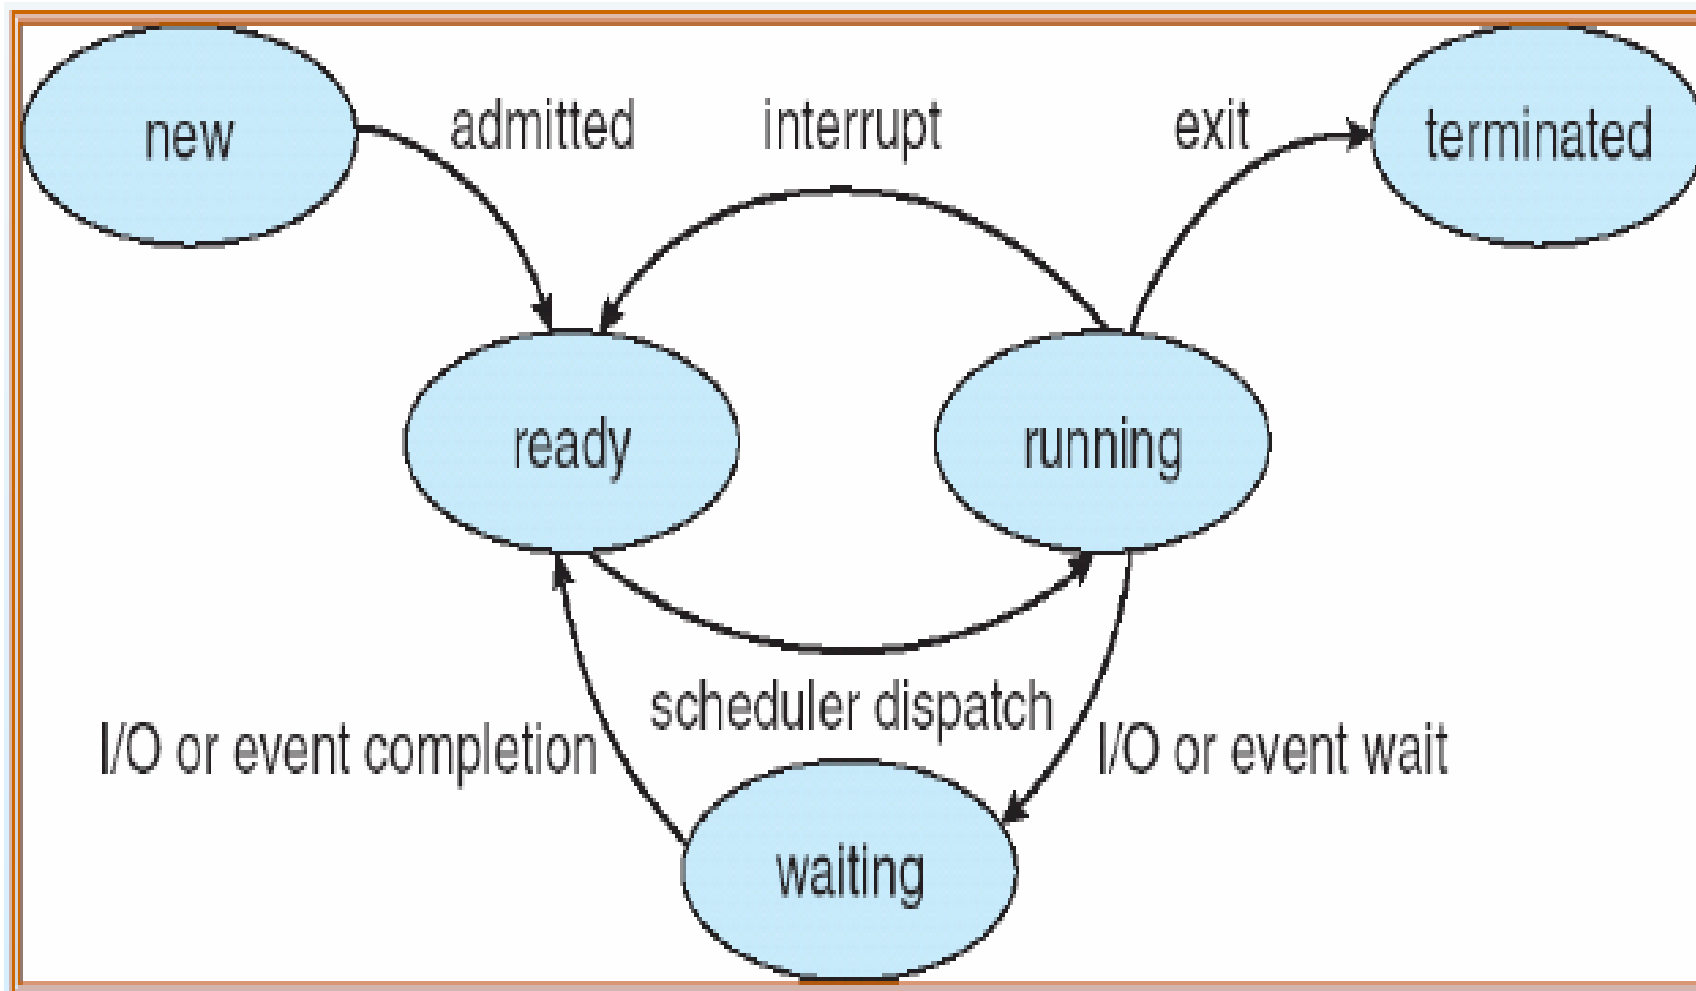 new
admitted
interrupt
exit
terminated
ready
running
scheduler dispatch
I/O or event completion
I/O or event wait
waiting